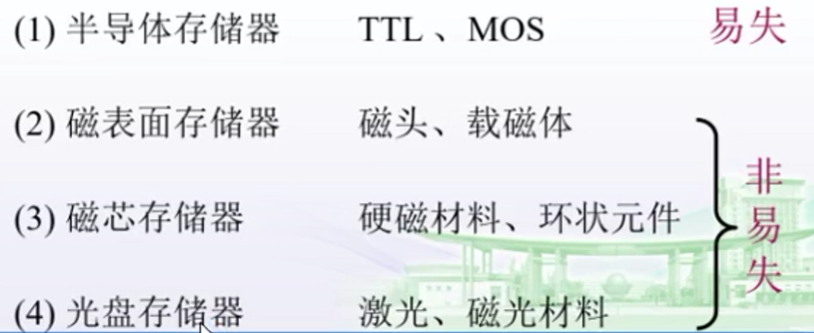 (1) 半导体存储器 TTL 、MOS 易失
(2) 磁表面存储器 磁头、载磁体
(3) 磁芯存储器 硬磁材料、环状元件
(4) 光盘存储器 激光、磁光材料
非易失